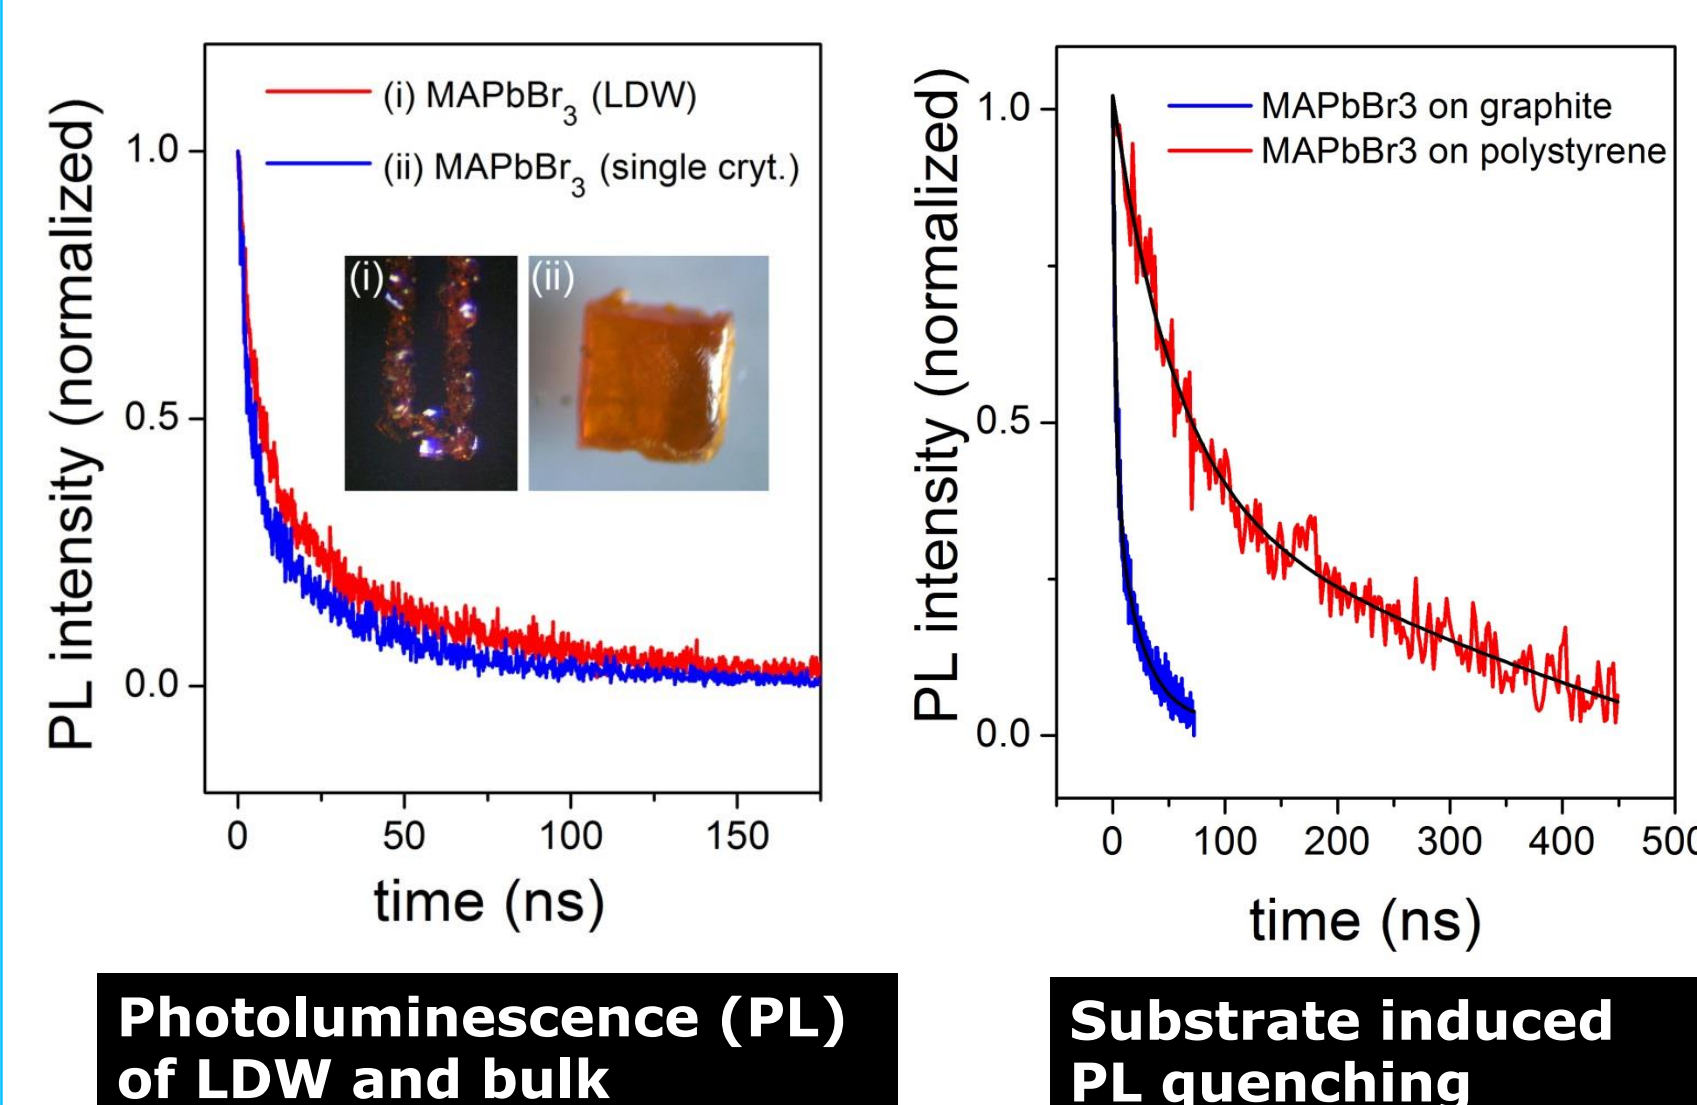 (i) MAPbBr₃ (LDW)
(ii) MAPbBr₃ (single cryt.)
(i)
(ii)
PL intensity (normalized)
1.0
0.5
0.0
0
50
100
150
time (ns)
Photoluminescence (PL)
of LDW and bulk
MAPbBr3 on graphite
MAPbBr3 on polystyrene
PL intensity (normalized)
1.0
0.5
0.0
0
100
200
300
400
500
time (ns)
Substrate induced
PL quenching